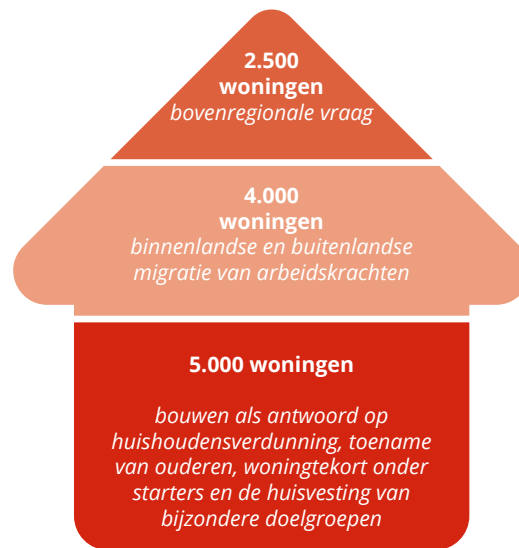 2.500
woningen
bovenregionale vraag
4.000
woningen
binnenlandse en buitenlandse
migratie van arbeidskrachten
5.000 woningen
bouwen als antwoord op
huishoudensverdunning, toename
van ouderen, woningtekort onder
starters en de huisvesting van
bijzondere doelgroepen